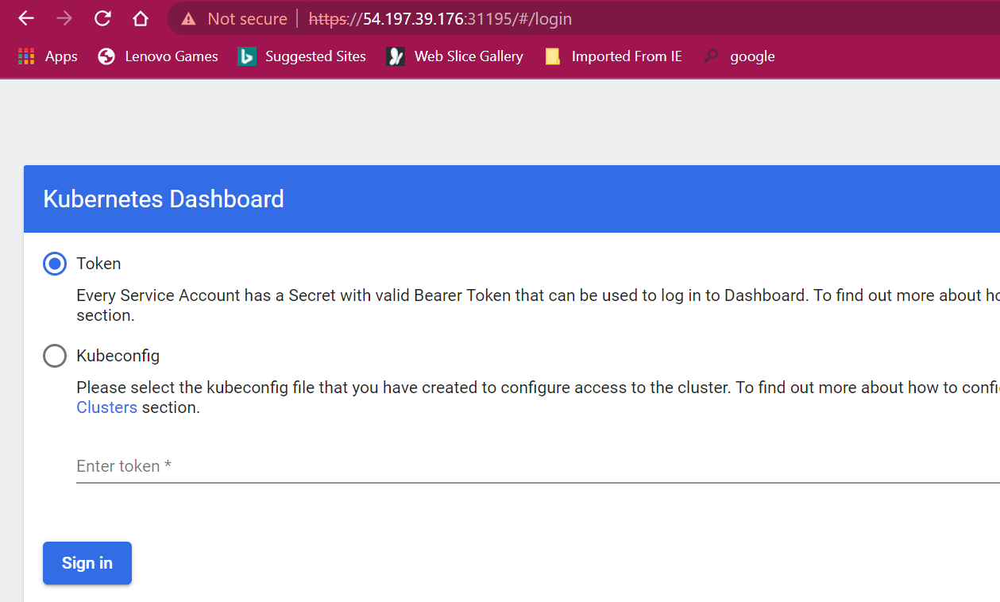 Not secure | https://54.197.39.176:31195/#/login
Apps Lenovo Games Suggested Sites Web Slice Gallery Imported From IE google
Kubernetes Dashboard
Token
Every Service Account has a Secret with valid Bearer Token that can be used to log in to Dashboard. To find out more about
section.
Kubeconfig
Please select the kubeconfig file that you have created to configure access to the cluster. To find out more about how to
Clusters section.
Enter token *
Sign in